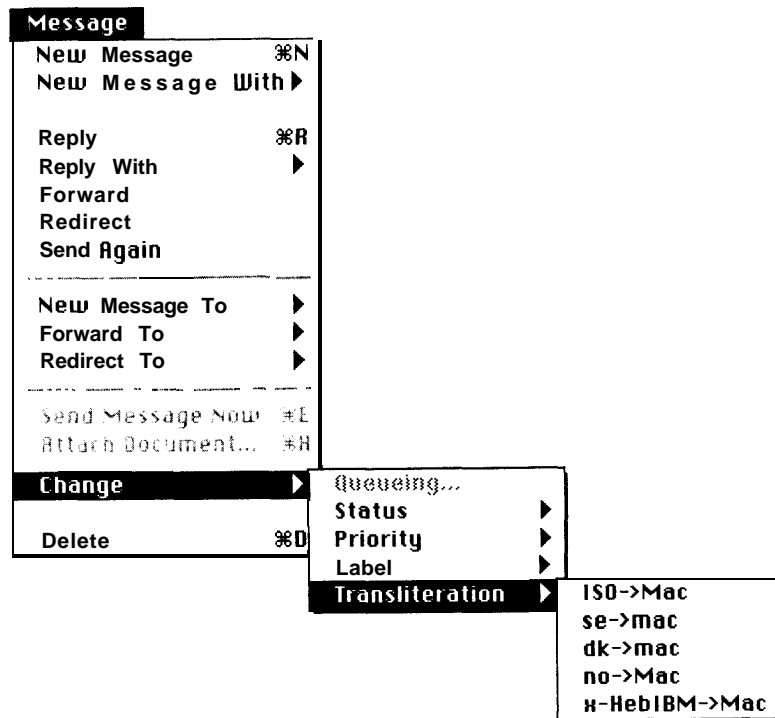 Message
New Message ⌘N
New Message With ▶
Reply ⌘R
Reply With ▶
Forward
Redirect
Send Again
New Message To ▶
Forward To ▶
Redirect To ▶
Send Message Now ⌘E
Attach Document... ⌘H
Change ▶
Delete ⌘D
Queueing...
Status ▶
Priority ▶
Label ▶
Transliteration ▶
ISO->Mac
se->mac
dk->mac
no->Mac
x-HebIBM->Mac